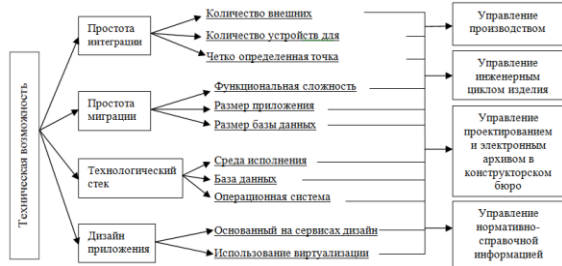 Техническая возможность
Простота
интеграции
Простота
миграции
Технологический
стек
Дизайн
приложения
Количество внешних
Количество устройств для
Четко определенная точка
Функциональная сложность
Размер приложения
Размер базы данных
Среда исполнения
База данных
Операционная система
Основанный на сервисах дизайн
Использование виртуализации
Управление
производством
Управление
инженерным
циклом изделия
Управление
проектированием
и электронным
архивом в
конструкторском
бюро
Управление
нормативно-
справочной
информацией